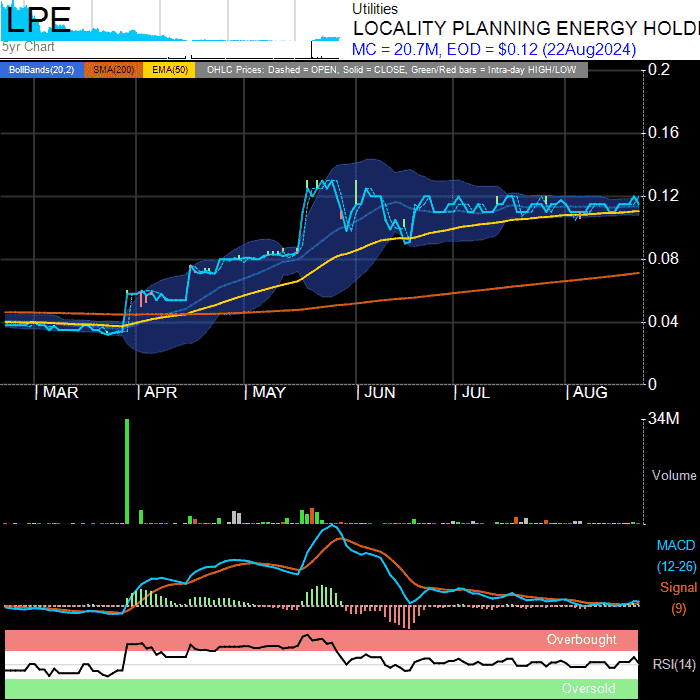 LPE
5yr Chart
Utilities
LOCALITY PLANNING ENERGY HOLDI
MC = 20.7M, EOD = $0.12 (22Aug2024)
BollBands(20,2) SMA(200) EMA(50) OHLC Prices: Dashed = OPEN, Solid = CLOSE, Green/Red bars = Intra-day HIGH/LOW
0.2
0.16
0.12
0.08
0.04
0
MAR APR MAY JUN JUL AUG
34M
Volume
MACD
(12-26)
Signal
(9)
Overbought
RSI(14)
Oversold